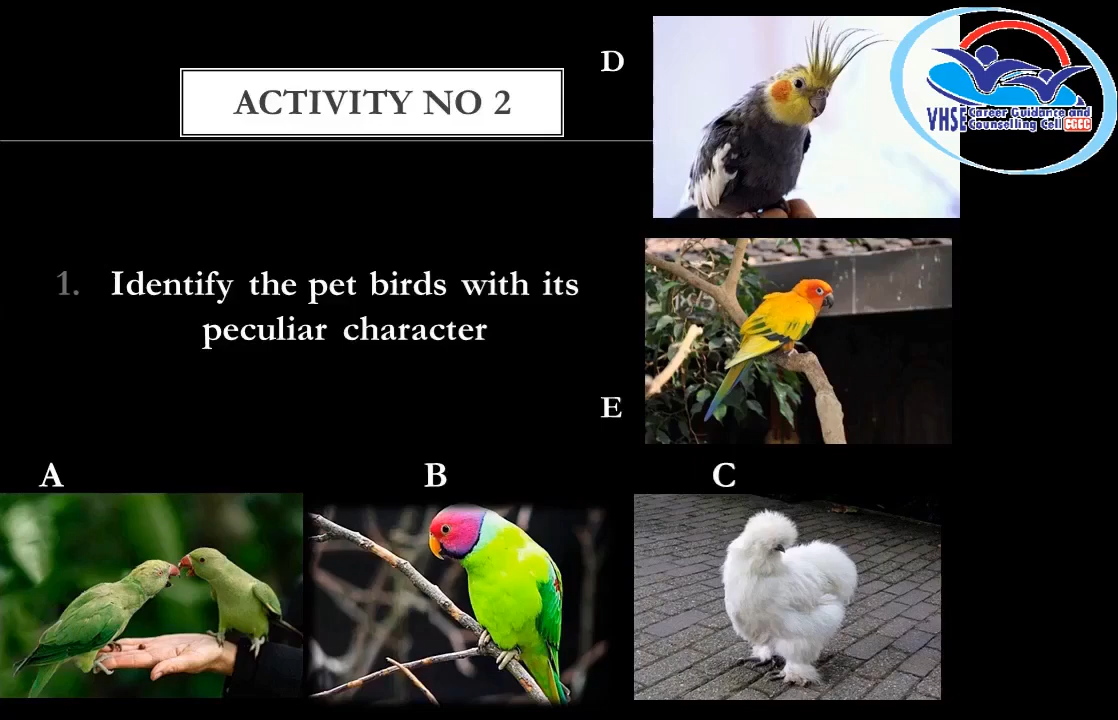 D
ACTIVITY NO 2
VHSE Career Guidance and
Counselling Cell CGCC
1. Identify the pet birds with its
peculiar character
E
A B C